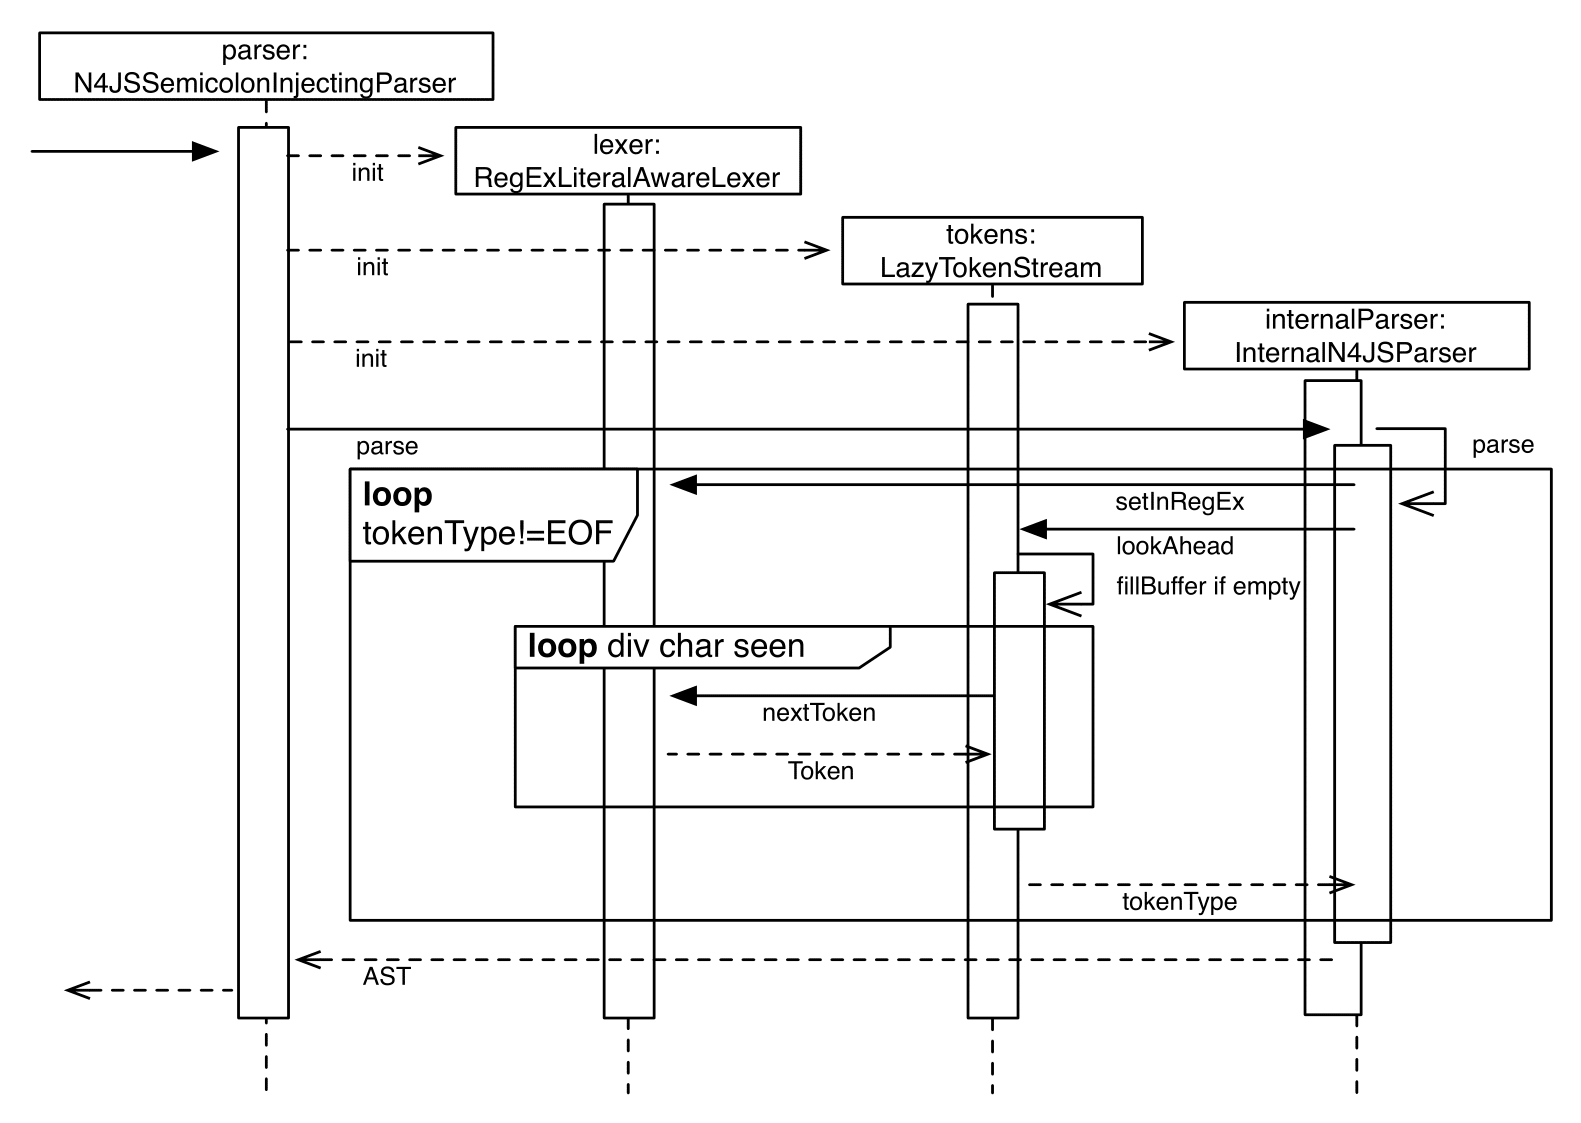 parser:
N4JSSemicolonInjectingParser
lexer:
RegExLiteralAwareLexer
init
tokens:
LazyTokenStream
init
internalParser:
InternalN4JSParser
init
parse
parse
loop
tokenType!=EOF
setInRegEx
lookAhead
fillBuffer if empty
loop div char seen
nextToken
Token
tokenType
AST